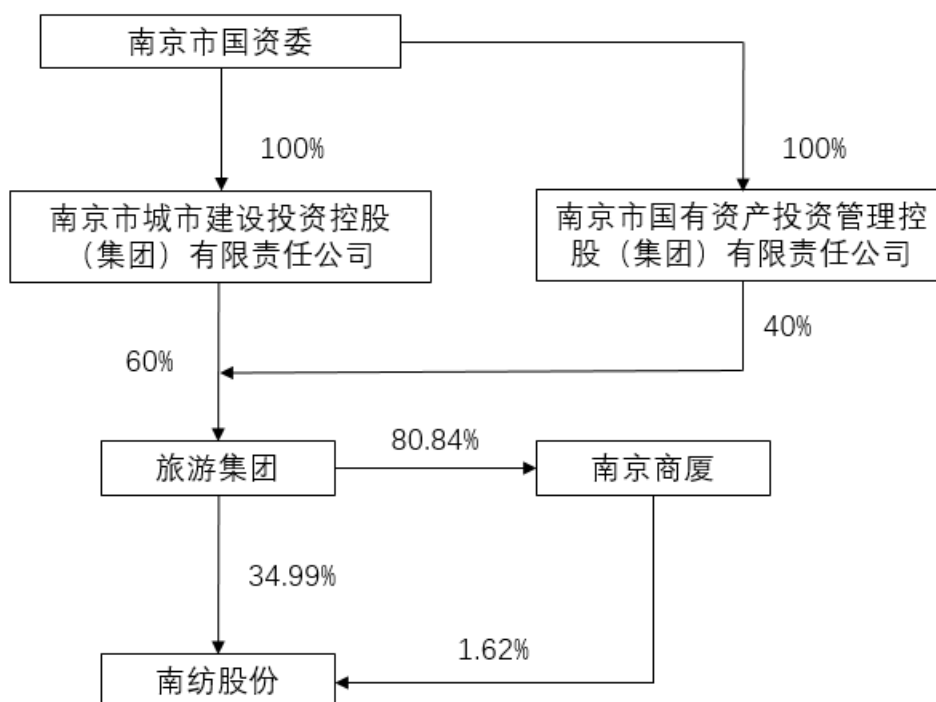 南京市国资委
100%
100%
南京市城市建设投资控股
（集团）有限责任公司
南京市国有资产投资管理控
股（集团）有限责任公司
40%
60%
80.84%
旅游集团
南京商厦
34.99%
1.62%
南纺股份